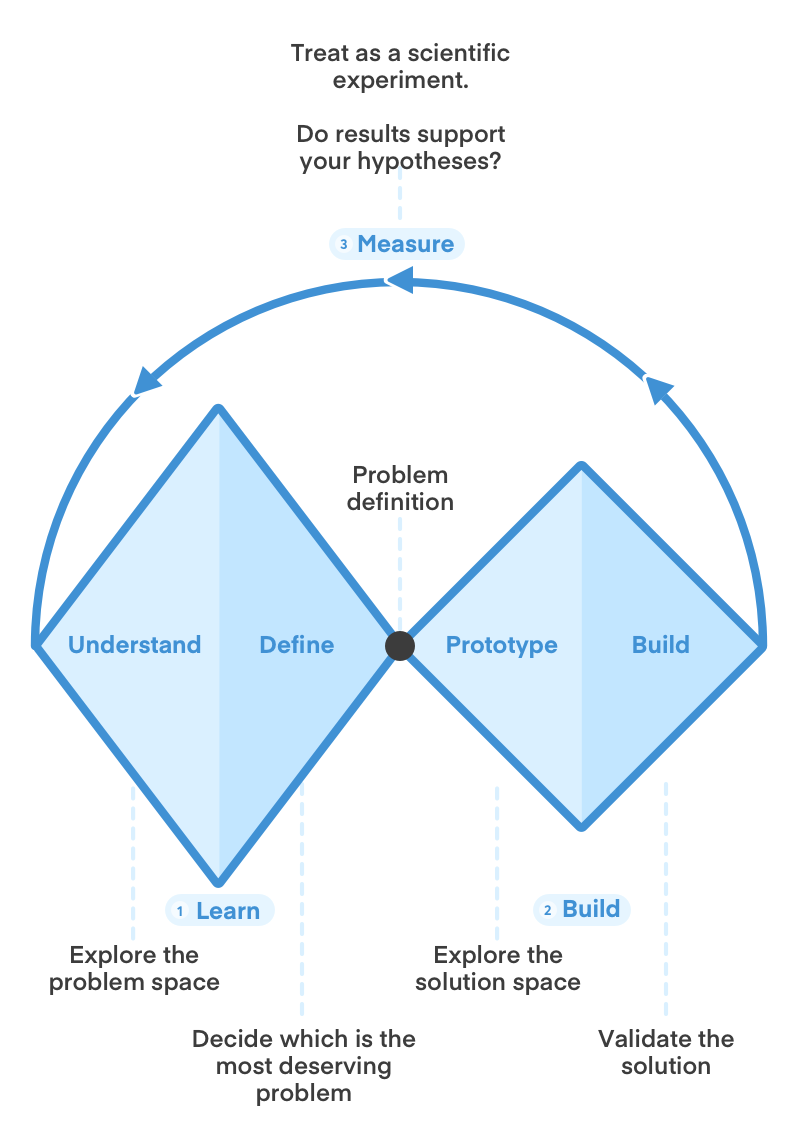 Treat as a scientific
experiment.
Do results support
your hypotheses?
3 Measure
Problem
definition
Understand
Define
Prototype
Build
1 Learn
2 Build
Explore the
problem space
Explore the
solution space
Decide which is the
most deserving
problem
Validate the
solution